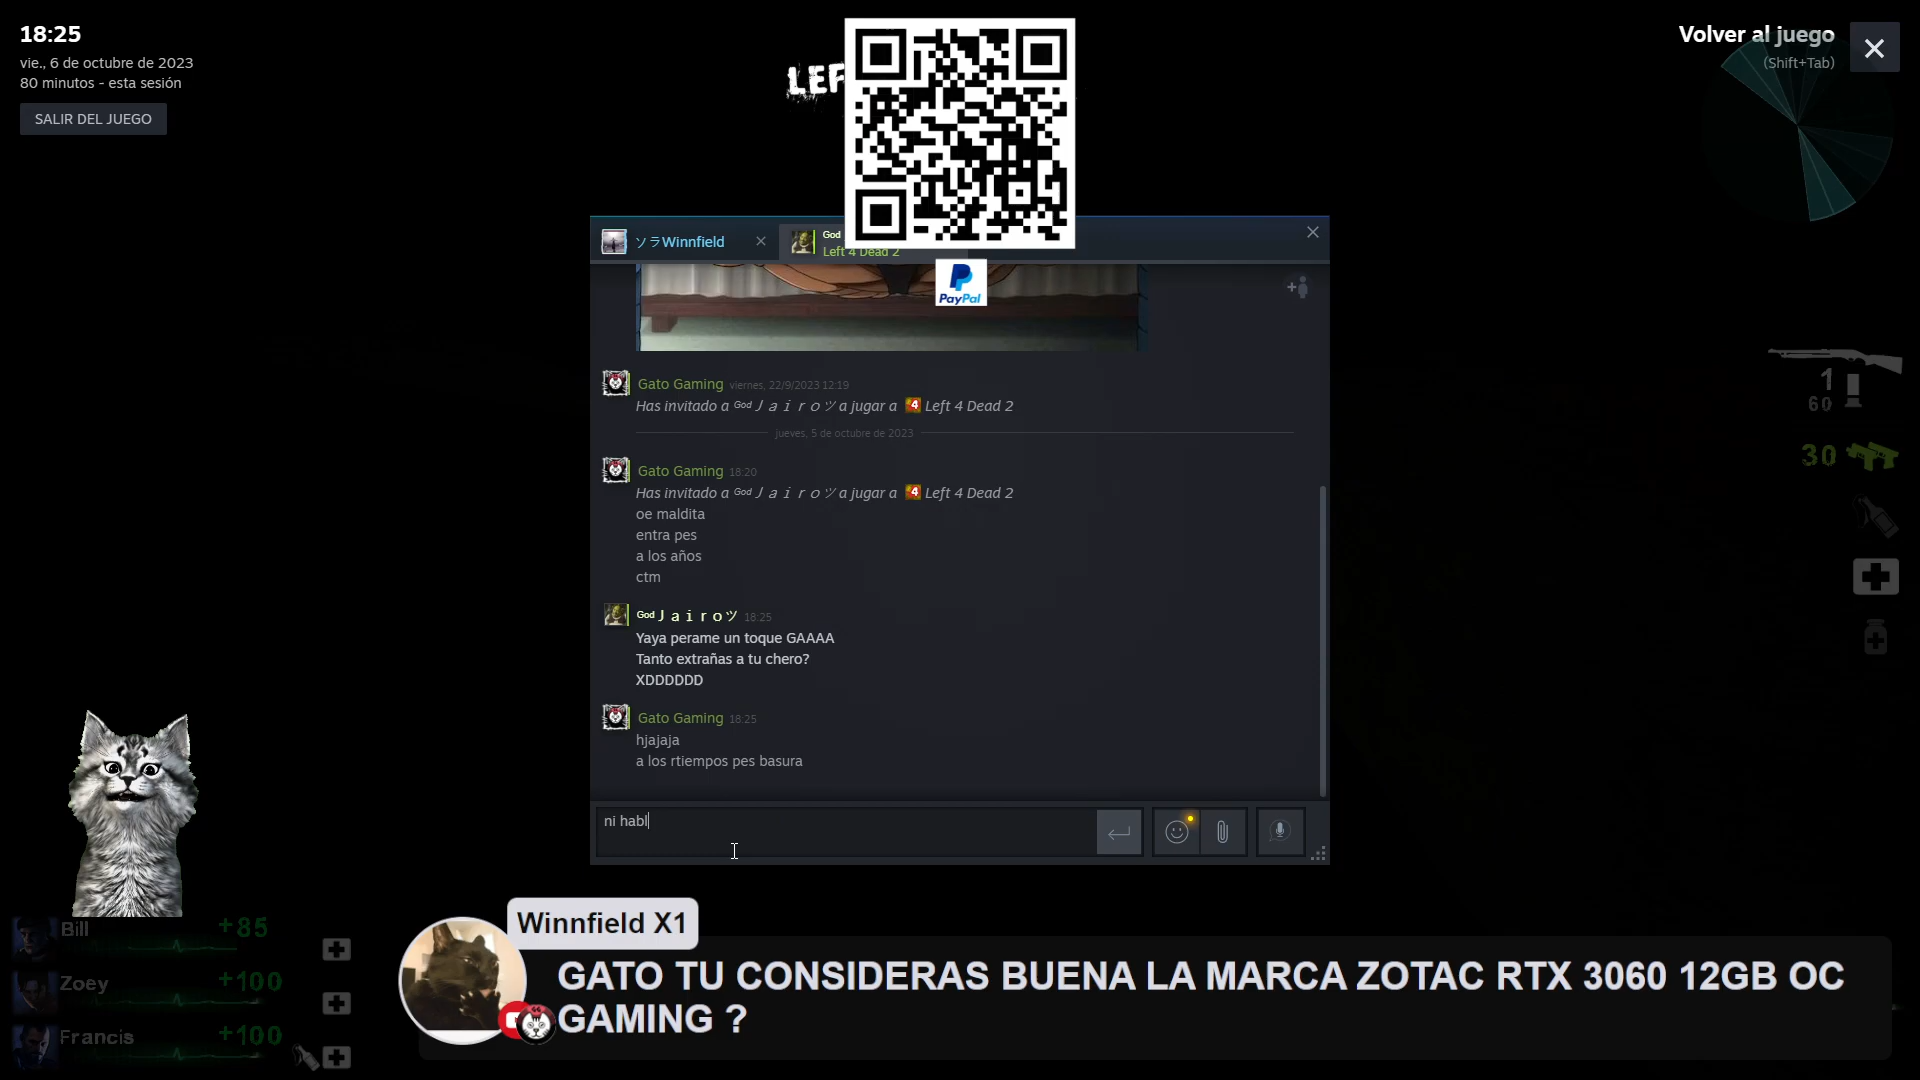 18:25
vie., 6 de octubre de 2023
80 minutos - esta sesión
SALIR DEL JUEGO
LEF
Volver al juego
(Shift+Tab)
ソラWinnfield
God
Left 4 Dead 2
PayPal
Gato Gaming viernes, 22/9/2023 12:19
Has invitado a ᴳᵒᵈJ a i r oツ a jugar a Left 4 Dead 2
jueves, 5 de octubre de 2023
Gato Gaming 18:20
Has invitado a ᴳᵒᵈJ a i r oツ a jugar a Left 4 Dead 2
oe maldita
entra pes
a los años
ctm
ᴳᵒᵈJ a i r oツ 18:25
Yaya perame un toque GAAAA
Tanto extrañas a tu chero?
XDDDDDD
Gato Gaming 18:25
hjajaja
a los rtiempos pes basura
ni habl
1
60
30
Bill +85
Zoey +100
Francis +100
Winnfield X1
GATO TU CONSIDERAS BUENA LA MARCA ZOTAC RTX 3060 12GB OC
GAMING ?